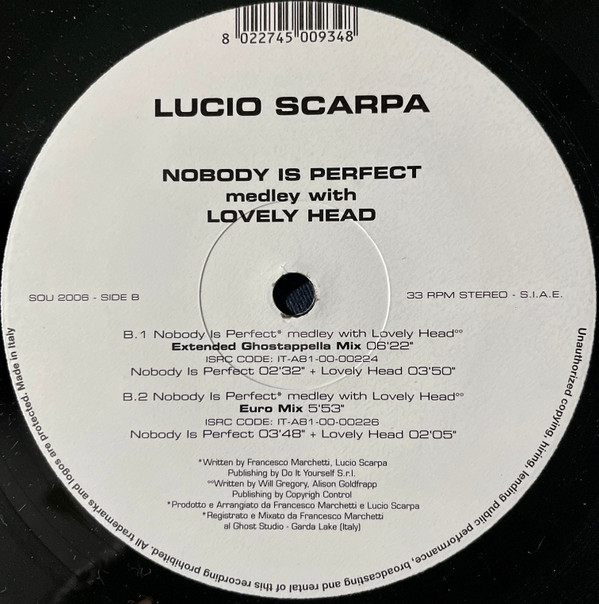 8 022745 009348
LUCIO SCARPA
NOBODY IS PERFECT
medley with
LOVELY HEAD
SOU 2006 - SIDE B
33 RPM STEREO - S.I.A.E.
B.1 Nobody Is Perfect* medley with Lovely Head°°
Extended Ghostappella Mix 06'22"
ISRC CODE: IT-AB1-00-00224
Nobody Is Perfect 02'32" + Lovely Head 03'50"
B.2 Nobody Is Perfect* medley with Lovely Head°°
Euro Mix 5'53"
ISRC CODE: IT-AB1-00-00226
Nobody Is Perfect 03'48" + Lovely Head 02'05"
*Written by Francesco Marchetti, Lucio Scarpa
Publishing by Do It Yourself S.r.l.
°°Written by Will Gregory, Alison Goldfrapp
Publishing by Copyrigh Control
*Prodotto e Arrangiato da Francesco Marchetti e Lucio Scarpa
*Registrato e Mixato da Francesco Marchetti
al Ghost Studio - Garda Lake (Italy)
Unauthorized copying, hiring, lending public performance, broadcasting and rental of this recording prohibited. All trademarks and logos are protected. Made in Italy